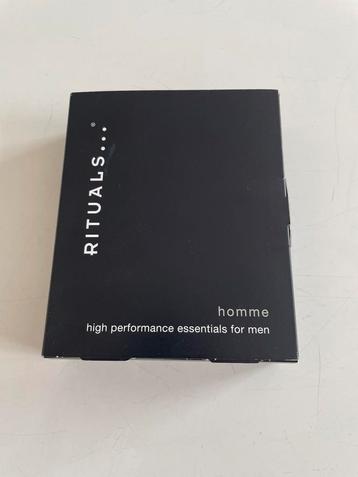 RITUALS...®
homme
high performance essentials for men